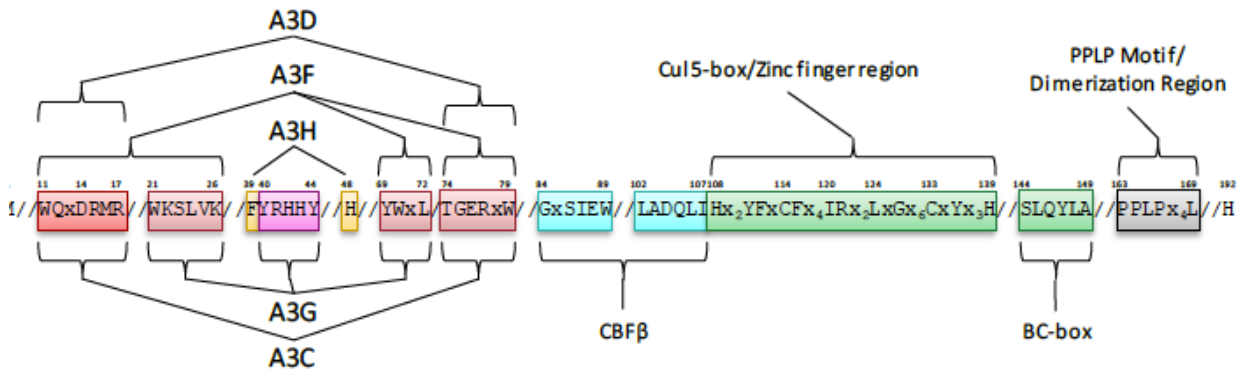 A3D
A3F
A3H
Cul5-box/Zinc finger region
PPLP Motif/
Dimerization Region
11 14 17 21 26 39 40 44 48 69 72 74 79 84 89 102 107 108 114 120 124 133 139 144 149 163 169 192
//WQxDRMR//WKSLVK//FYRHHY//H//YWxL/TGERxW//GxSIEW//LADQLIHx₂YFxCFx₄IRx₂LxGx₆CxYx₃H//SLQYLA//PPLPx₄L//H
A3G
A3C
CBFβ
BC-box